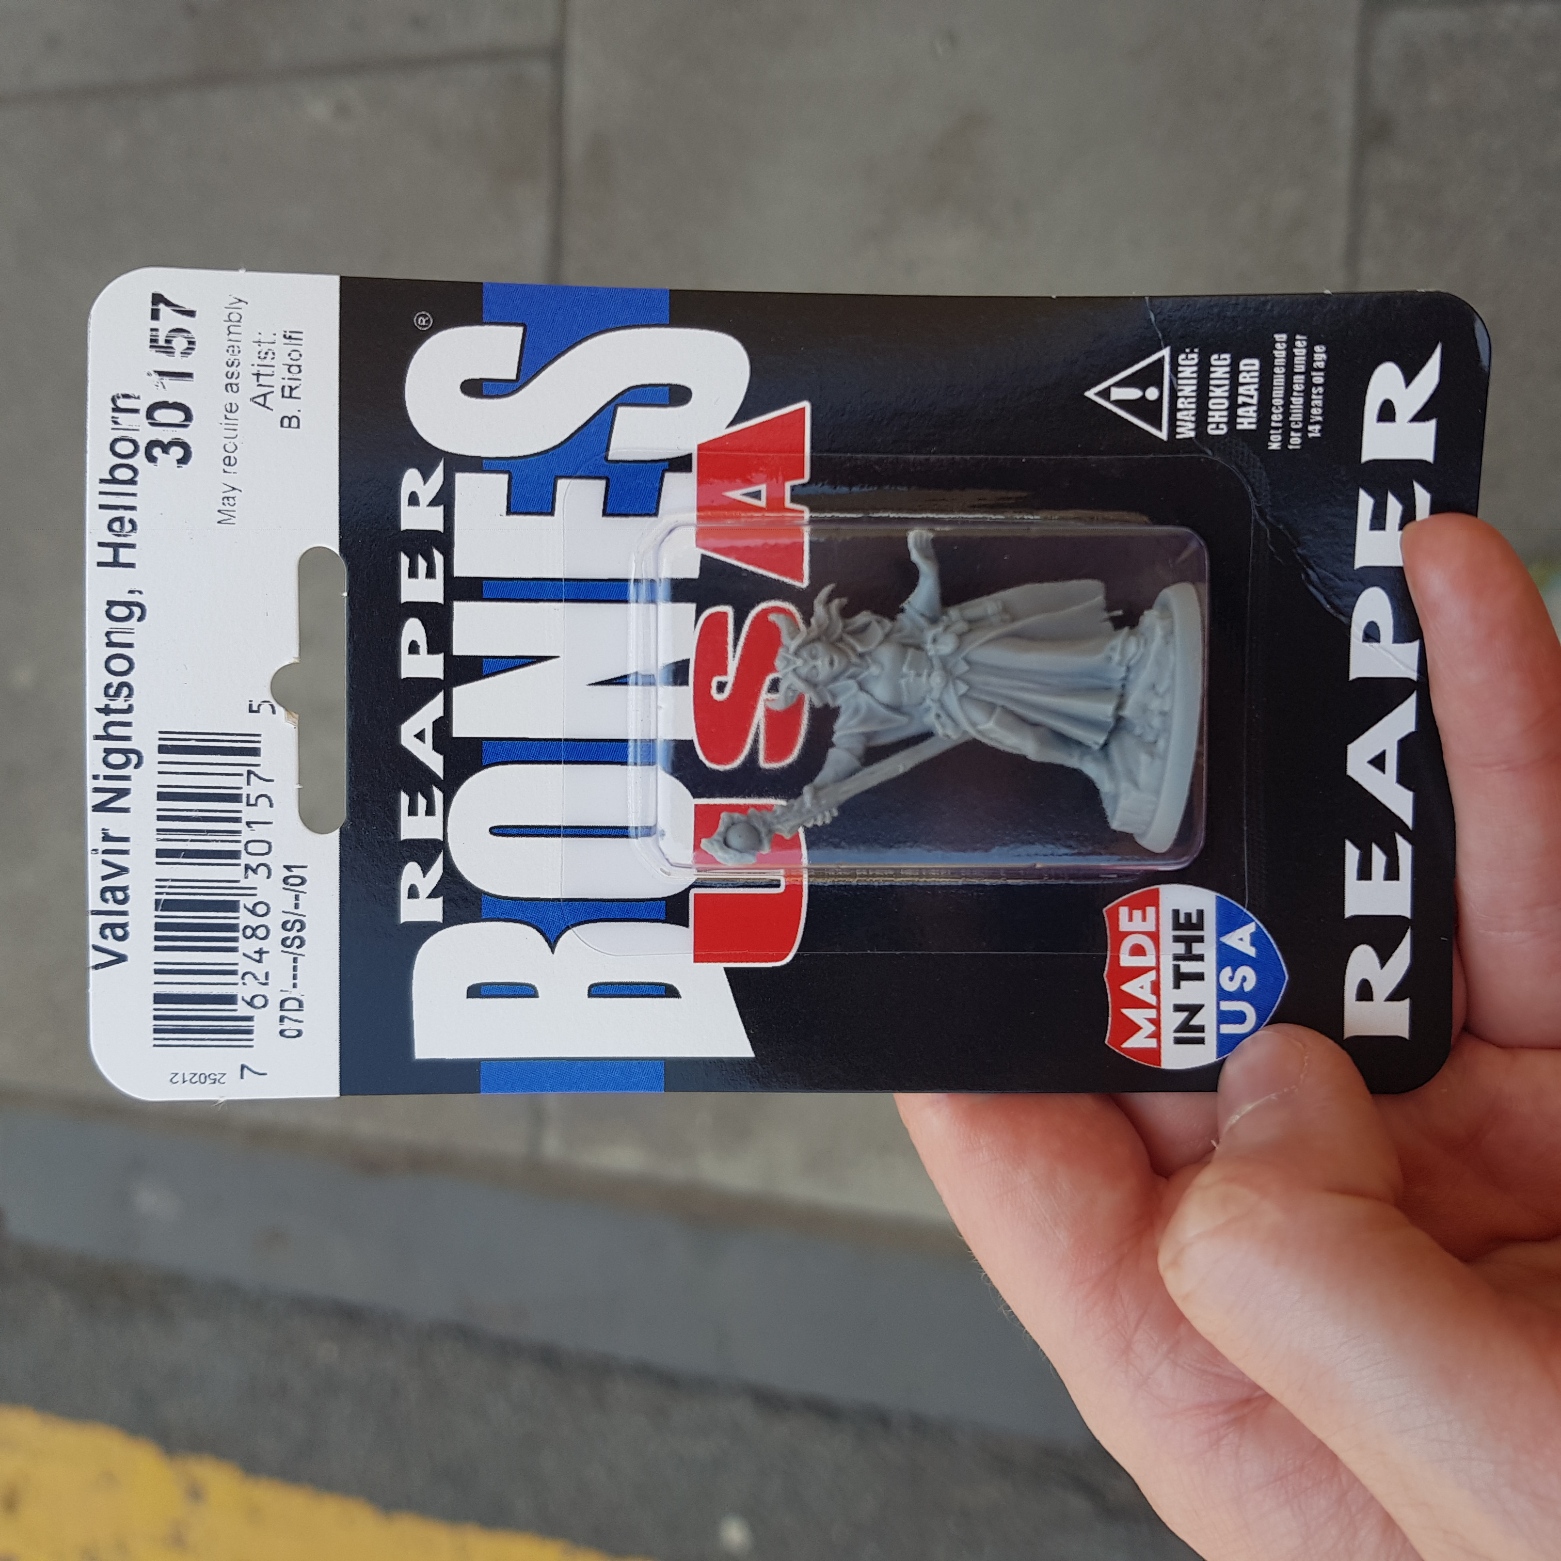 Valavir Nightsong, Hellborn
30157
May require assembly
Artist:
B. Ridolfi
7 62486 30157 5
07D/----/SS/--/01
250212
REAPER
BONES®
USA
WARNING:
CHOKING
HAZARD
Not recommended
for children under
14 years of age
MADE
IN THE
USA
REAPER